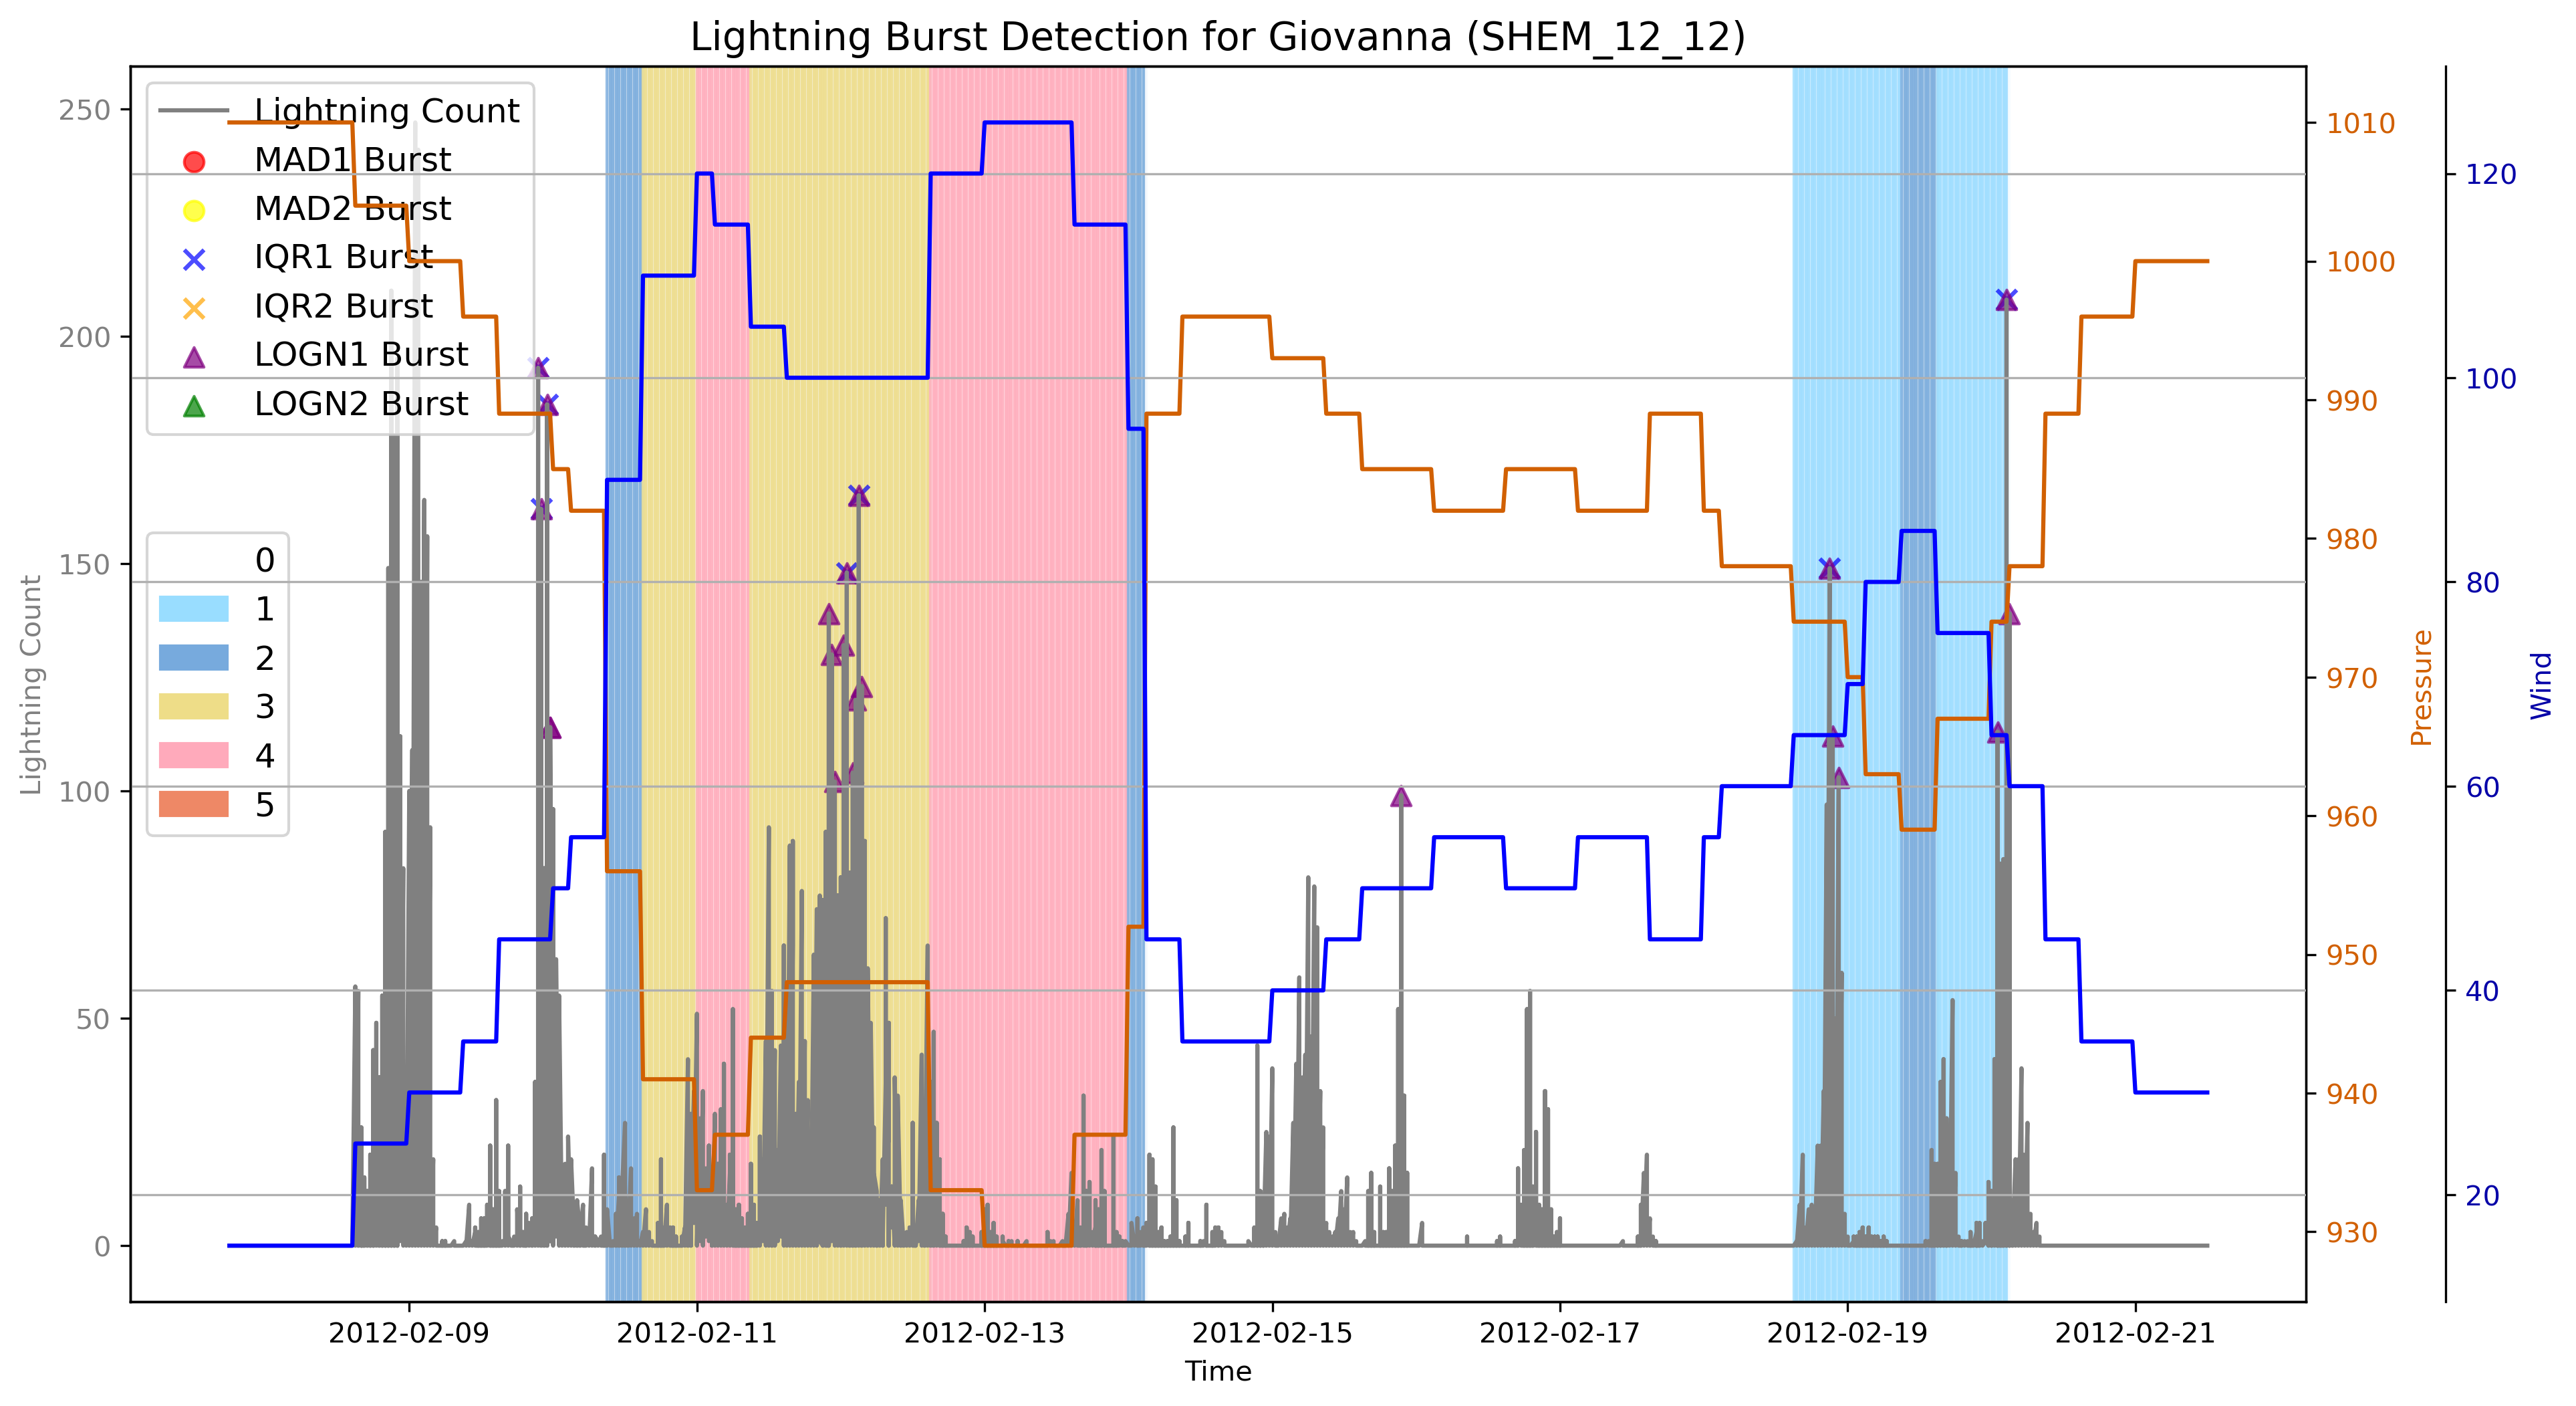 Lightning Burst Detection for Giovanna (SHEM_12_12)
Lightning Count
MAD1 Burst
MAD2 Burst
IQR1 Burst
IQR2 Burst
LOGN1 Burst
LOGN2 Burst
0
1
2
3
4
5
Lightning Count
250
200
150
100
50
0
1010
1000
990
980
970
960
950
940
930
Pressure
120
100
80
60
40
20
Wind
2012-02-09
2012-02-11
2012-02-13
2012-02-15
2012-02-17
2012-02-19
2012-02-21
Time